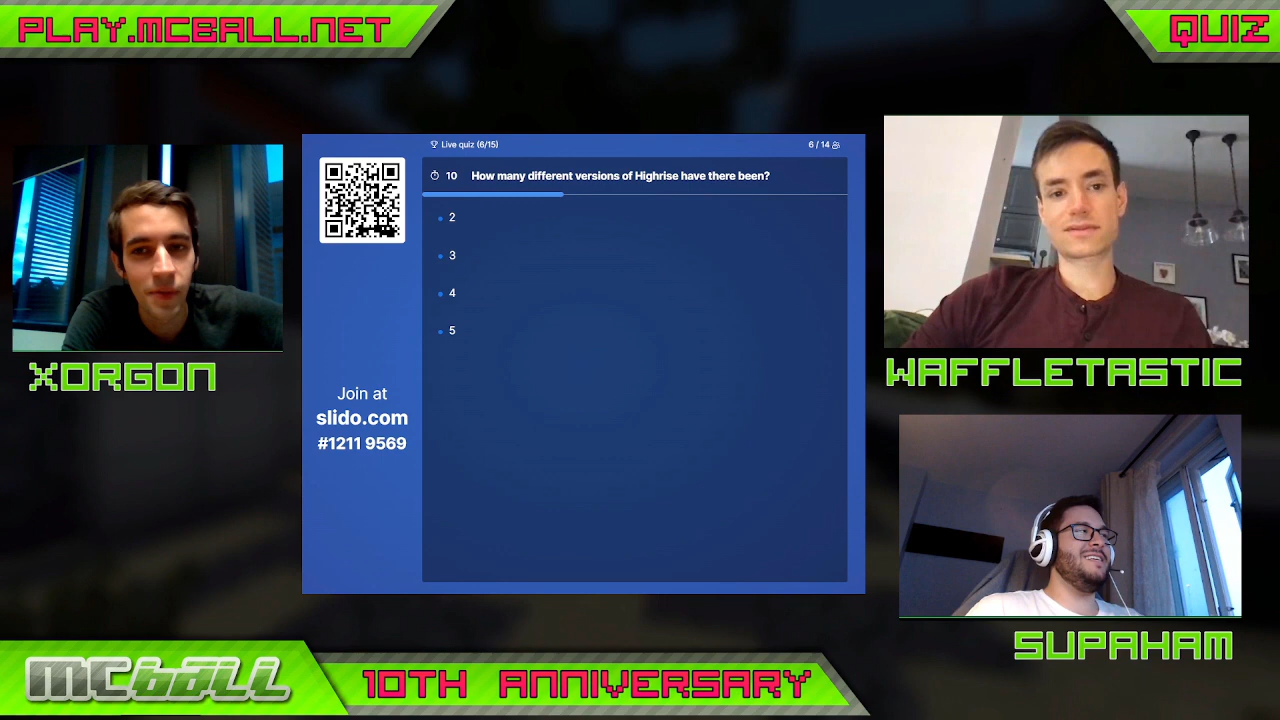 PLAY.MCBALL.NET
QUIZ
Live quiz (6/15)
6 / 14
10 How many different versions of Highrise have there been?
2
3
4
5
Join at
slido.com
#1211 9569
XORGON
WAFFLETASTIC
SUPAHAM
MCball
10TH ANNIVERSARY